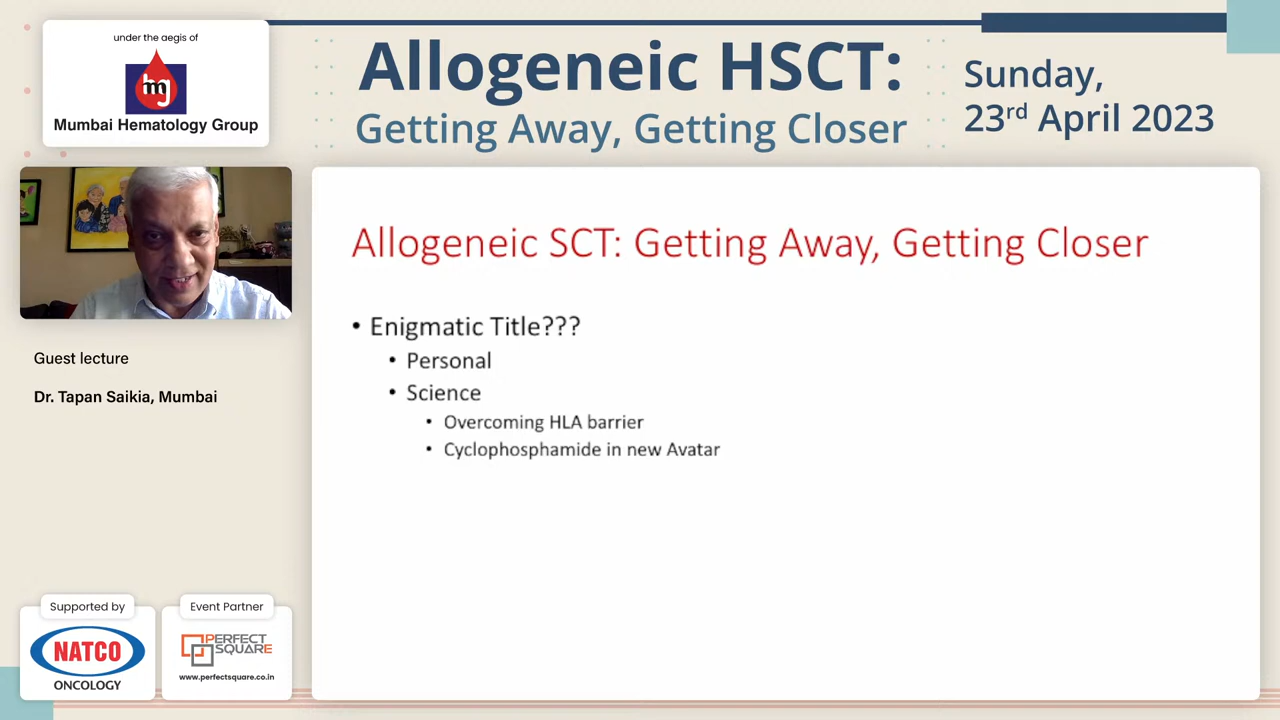 under the aegis of
mg
Mumbai Hematology Group
Allogeneic HSCT:
Getting Away, Getting Closer
Sunday,
23rd April 2023
Guest lecture
Dr. Tapan Saikia, Mumbai
Allogeneic SCT: Getting Away, Getting Closer
• Enigmatic Title???
• Personal
• Science
• Overcoming HLA barrier
• Cyclophosphamide in new Avatar
Supported by
NATCO
ONCOLOGY
Event Partner
PERFECT
SQUARE
www.perfectsquare.co.in